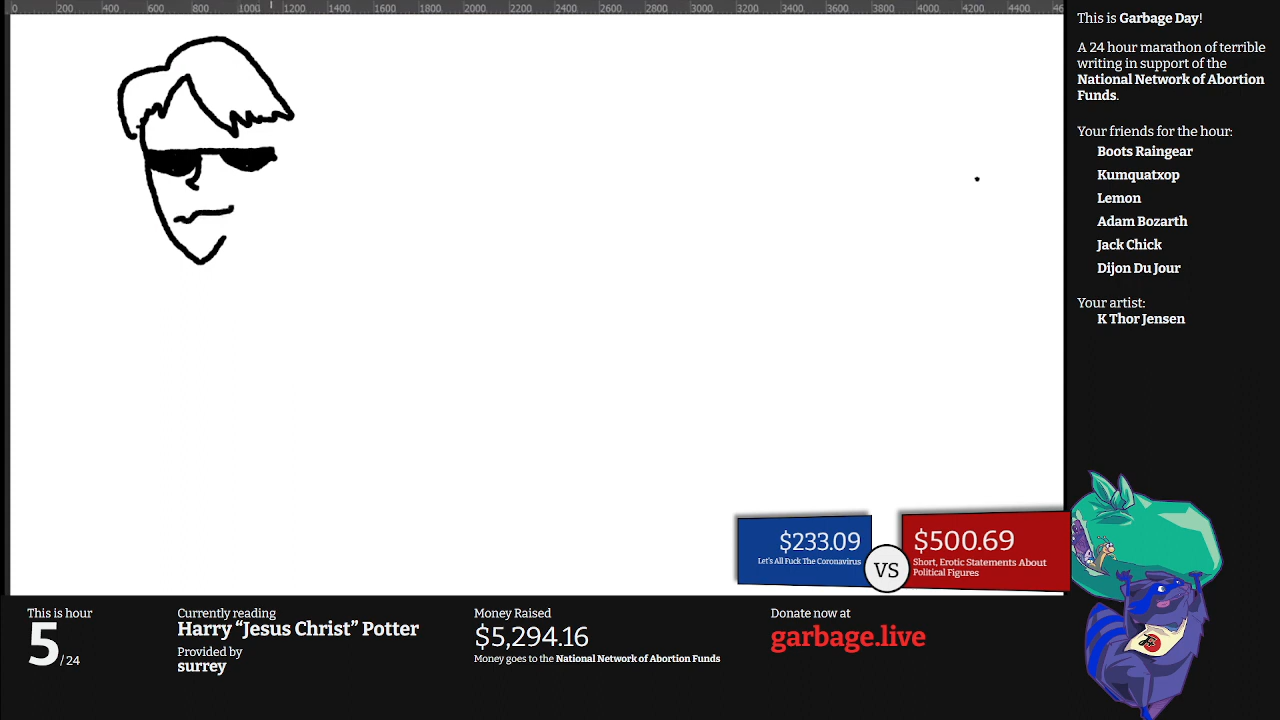 0 200 400 600 800 1000 1200 1400 1600 1800 2000 2200 2400 2600 2800 3000 3200 3400 3600 3800 4000 4200 4400
This is Garbage Day!
A 24 hour marathon of terrible
writing in support of the
National Network of Abortion
Funds.
Your friends for the hour:
Boots Raingear
Kumquatxop
Lemon
Adam Bozarth
Jack Chick
Dijon Du Jour
Your artist:
K Thor Jensen
$233.09
Let's All Fuck The Coronavirus
VS
$500.69
Short, Erotic Statements About
Political Figures
This is hour
5/24
Currently reading
Harry “Jesus Christ” Potter
Provided by
surrey
Money Raised
$5,294.16
Money goes to the National Network of Abortion Funds
Donate now at
garbage.live